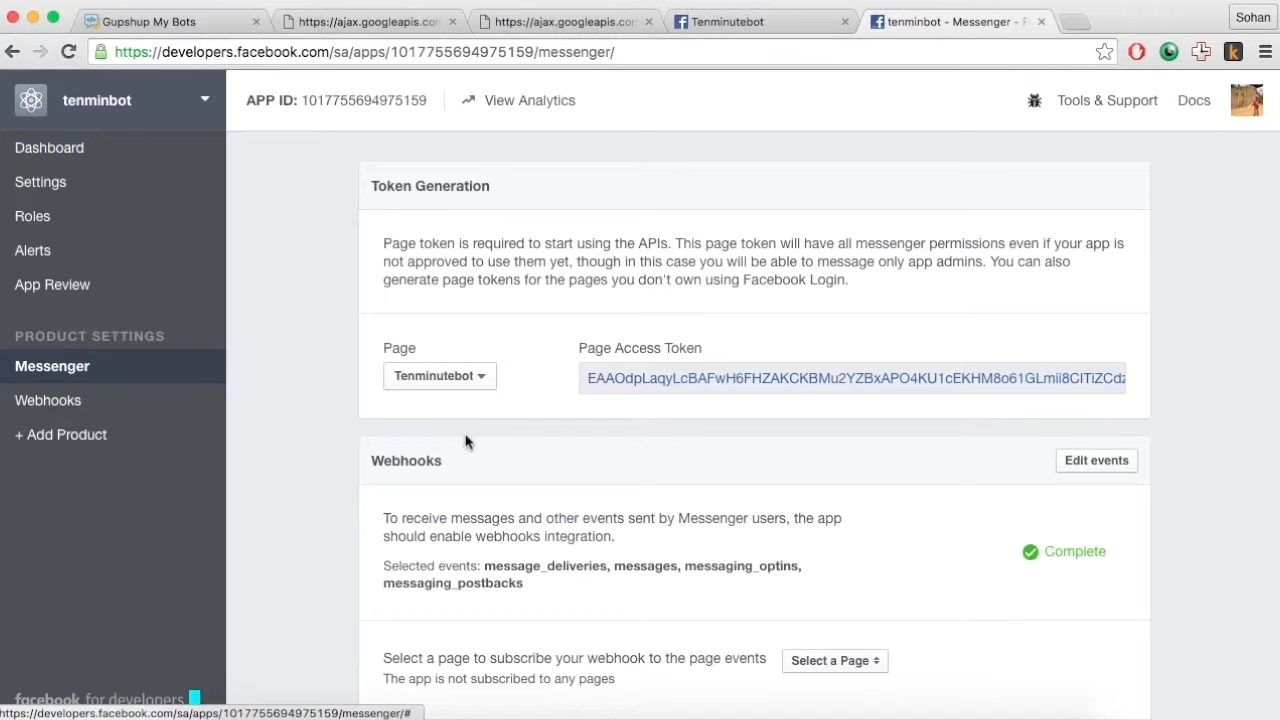 Gupshup My Bots
https://ajax.googleapis.con
https://ajax.googleapis.con
Tenminutebot
tenminbot - Messenger - F
Sohan
https://developers.facebook.com/sa/apps/1017755694975159/messenger/
tenminbot
APP ID: 1017755694975159
View Analytics
Tools & Support
Docs
Dashboard
Settings
Roles
Alerts
App Review
PRODUCT SETTINGS
Messenger
Webhooks
+ Add Product
Token Generation
Page token is required to start using the APIs. This page token will have all messenger permissions even if your app is
not approved to use them yet, though in this case you will be able to message only app admins. You can also
generate page tokens for the pages you don't own using Facebook Login.
Page
Page Access Token
Tenminutebot
EAAOdpLaqyLcBAFwH6FHZAKCKBMu2YZBxAPO4KU1cEKHM8o61GLmii8CITiZCdz
Webhooks
Edit events
To receive messages and other events sent by Messenger users, the app
should enable webhooks integration.
Complete
Selected events: message_deliveries, messages, messaging_optins,
messaging_postbacks
Select a page to subscribe your webhook to the page events
Select a Page
The app is not subscribed to any pages
facebook for developers
https://developers.facebook.com/sa/apps/1017755694975159/messenger/#